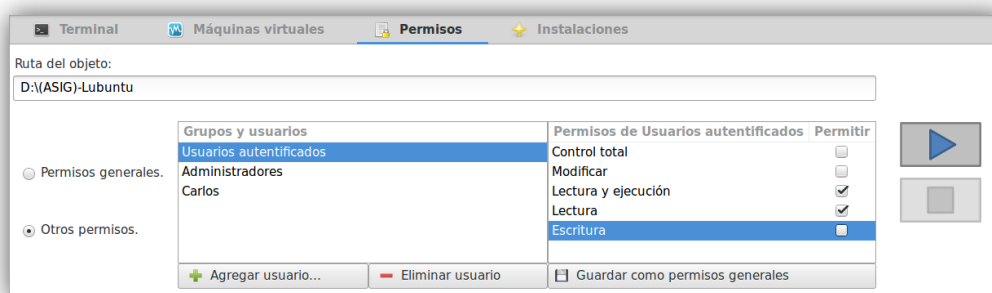 Terminal Máquinas virtuales Permisos Instalaciones
Ruta del objeto:
D:\(ASIG)-Lubuntu
Grupos y usuarios Permisos de Usuarios autentificados Permitir
Usuarios autentificados Control total
Administradores Modificar
Permisos generales. Carlos Lectura y ejecución
Lectura
Otros permisos. Escritura
Agregar usuario... Eliminar usuario Guardar como permisos generales